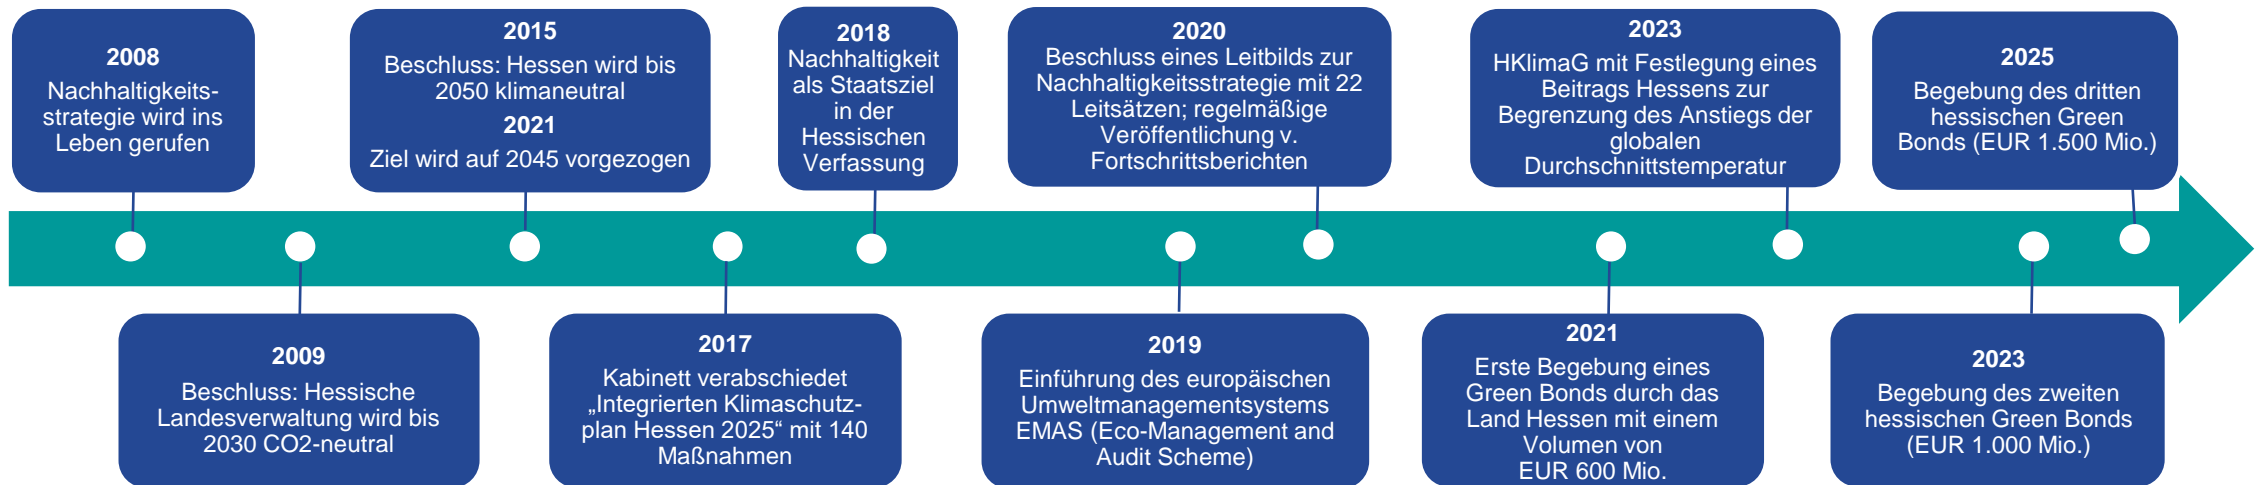 2008
Nachhaltigkeits-
strategie wird ins
Leben gerufen
2015
Beschluss: Hessen wird bis
2050 klimaneutral
2021
Ziel wird auf 2045 vorgezogen
2018
Nachhaltigkeit
als Staatsziel
in der
Hessischen
Verfassung
2020
Beschluss eines Leitbilds zur
Nachhaltigkeitsstrategie mit 22
Leitsätzen; regelmäßige
Veröffentlichung v.
Fortschrittsberichten
2023
HKlimaG mit Festlegung eines
Beitrags Hessens zur
Begrenzung des Anstiegs der
globalen
Durchschnittstemperatur
2025
Begebung des dritten
hessischen Green
Bonds (EUR 1.500 Mio.)
2009
Beschluss: Hessische
Landesverwaltung wird bis
2030 CO2-neutral
2017
Kabinett verabschiedet
„Integrierten Klimaschutz-
plan Hessen 2025“ mit 140
Maßnahmen
2019
Einführung des europäischen
Umweltmanagementsystems
EMAS (Eco-Management and
Audit Scheme)
2021
Erste Begebung eines
Green Bonds durch das
Land Hessen mit einem
Volumen von
EUR 600 Mio.
2023
Begebung des zweiten
hessischen Green Bonds
(EUR 1.000 Mio.)